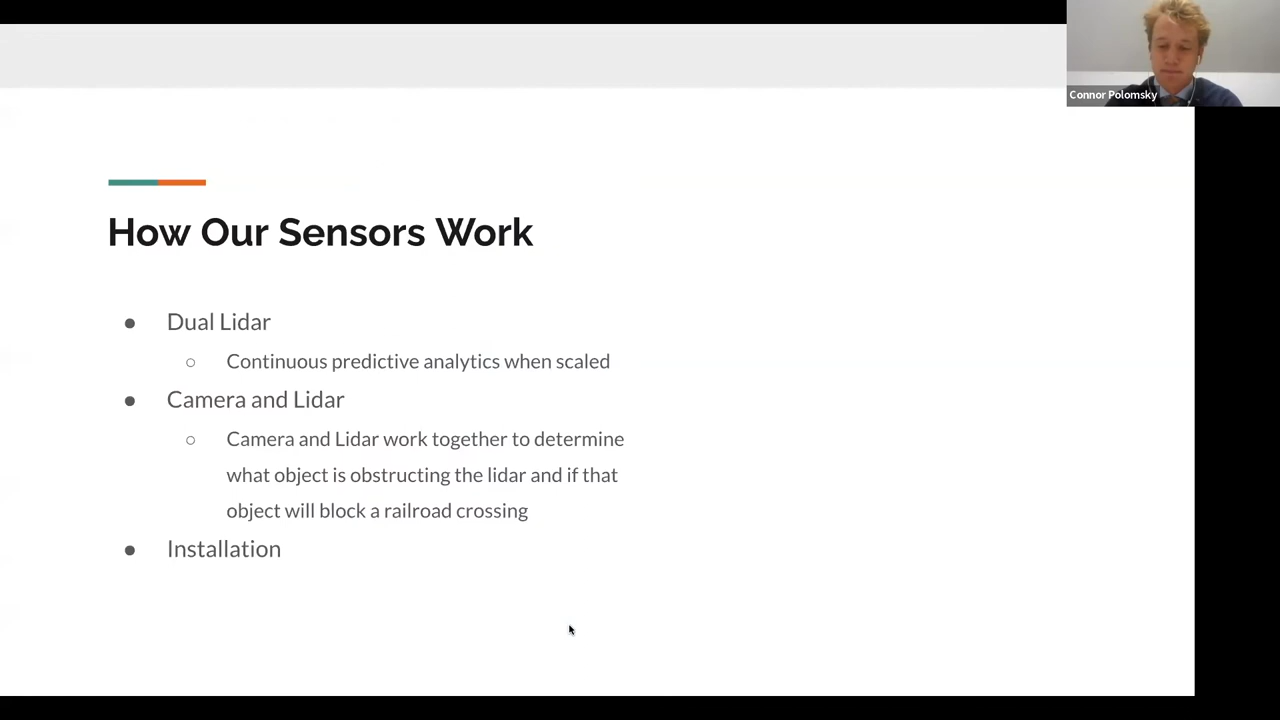 Connor Polomsky
How Our Sensors Work
● Dual Lidar
○ Continuous predictive analytics when scaled
● Camera and Lidar
○ Camera and Lidar work together to determine
what object is obstructing the lidar and if that
object will block a railroad crossing
● Installation